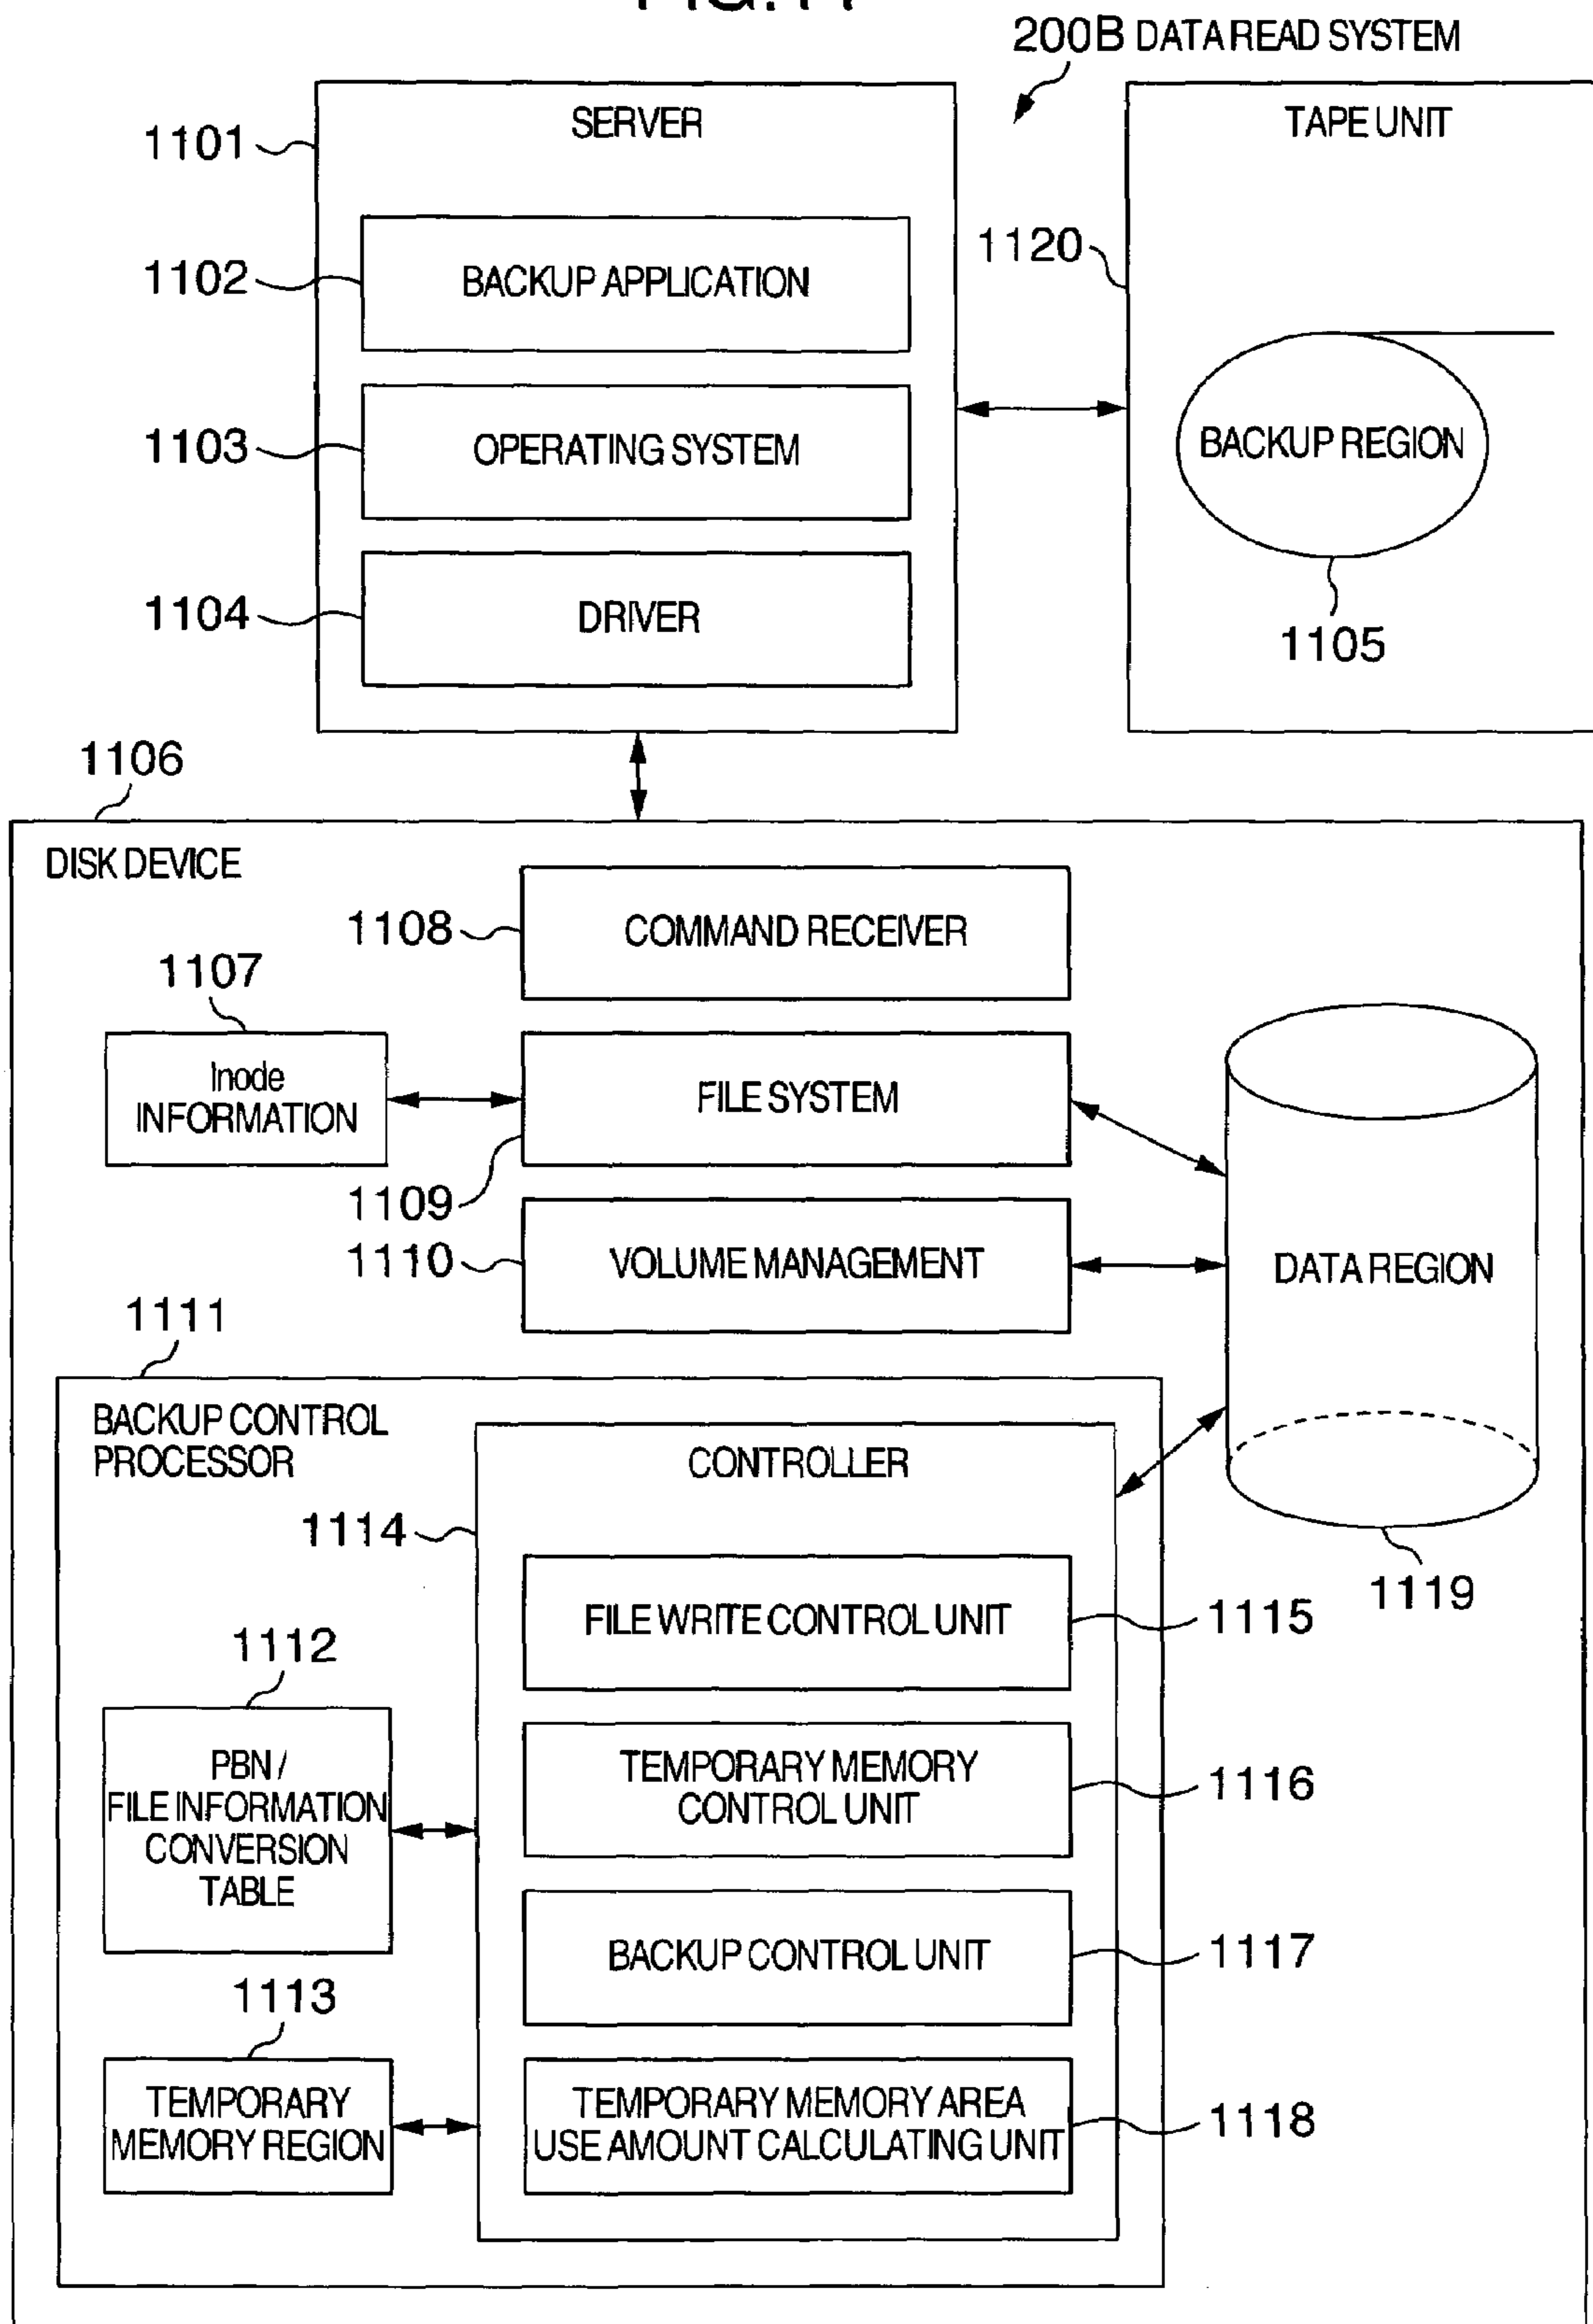 200B DATA READ SYSTEM
SERVER
TAPE UNIT
1101
1120
1102
BACKUP APPLICATION
1103
OPERATING SYSTEM
BACKUP REGION
1104
DRIVER
1105
1106
DISK DEVICE
1108
COMMAND RECEIVER
1107
Inode
INFORMATION
FILE SYSTEM
1109
1110
VOLUME MANAGEMENT
DATA REGION
1111
BACKUP CONTROL
PROCESSOR
CONTROLLER
1114
1119
FILE WRITE CONTROL UNIT
1115
1112
PBN /
FILE INFORMATION
CONVERSION
TABLE
TEMPORARY MEMORY
CONTROL UNIT
1116
BACKUP CONTROL UNIT
1117
1113
TEMPORARY
MEMORY REGION
TEMPORARY MEMORY AREA
USE AMOUNT CALCULATING UNIT
1118